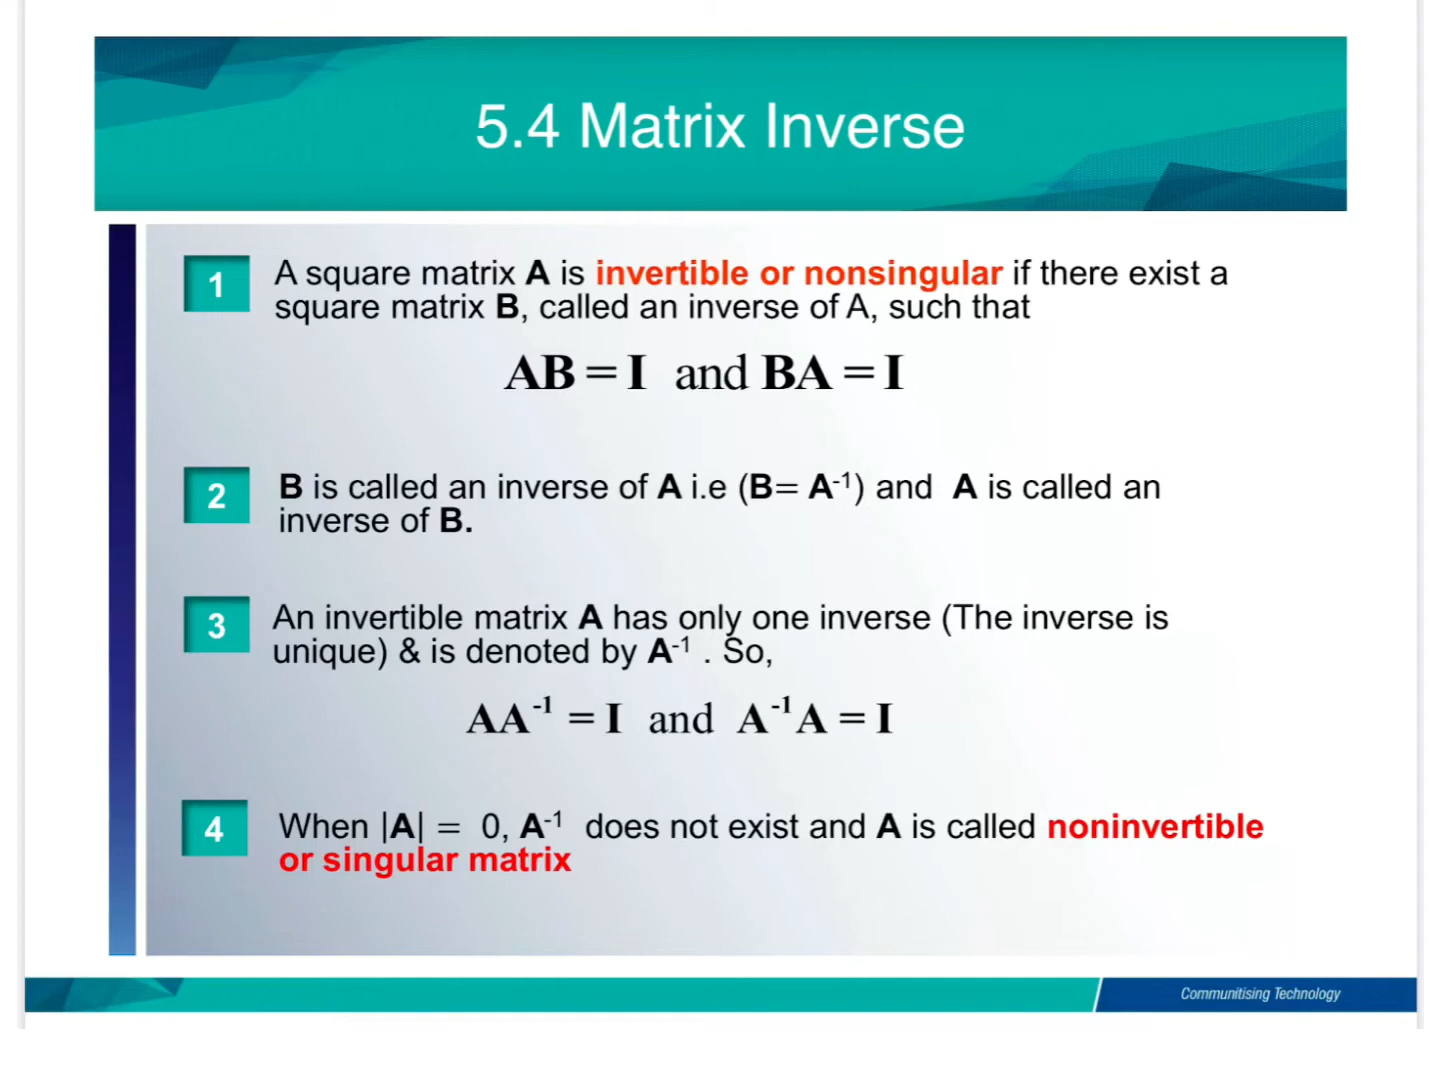 5.4 Matrix Inverse
1
A square matrix A is invertible or nonsingular if there exist a
square matrix B, called an inverse of A, such that
AB = I and BA = I
2
B is called an inverse of A i.e (B= A⁻¹) and A is called an
inverse of B.
3
An invertible matrix A has only one inverse (The inverse is
unique) & is denoted by A⁻¹ . So,
AA⁻¹ = I and A⁻¹A = I
4
When |A| = 0, A⁻¹ does not exist and A is called noninvertible
or singular matrix
Communitising Technology